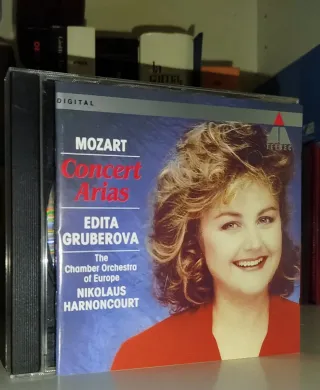 DIGITAL
TELDEC
MOZART
Concert
Arias
EDITA
GRUBEROVA
The
Chamber Orchestra
of Europe
NIKOLAUS
HARNONCOURT